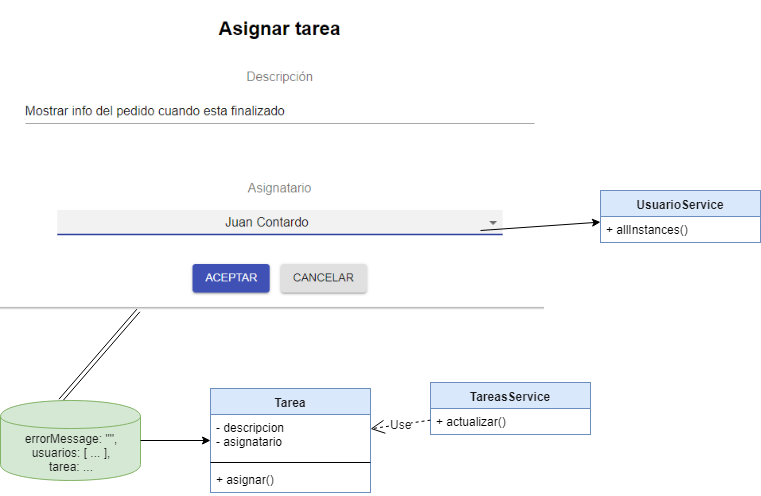 Asignar tarea
Descripción
Mostrar info del pedido cuando esta finalizado
Asignatario
Juan Contardo
UsuarioService
+ allInstances()
ACEPTAR
CANCELAR
errorMessage: "",
usuarios: [ ... ],
tarea: ...
Tarea
- descripcion
- asignatario
+ asignar()
Use
TareasService
+ actualizar()